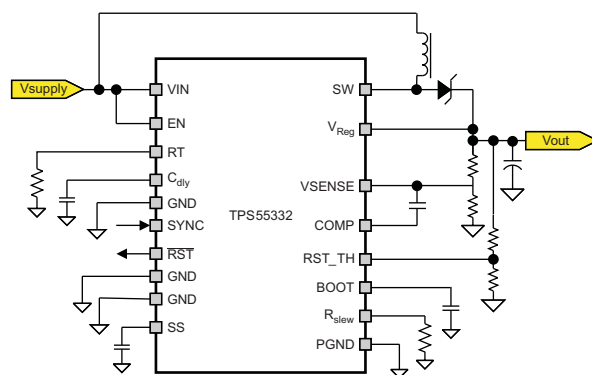 Vsupply
VIN
EN
RT
Cdly
GND
SYNC
RST
GND
GND
SS
TPS55332
SW
VReg
VSENSE
COMP
RST_TH
BOOT
Rslew
PGND
Vout